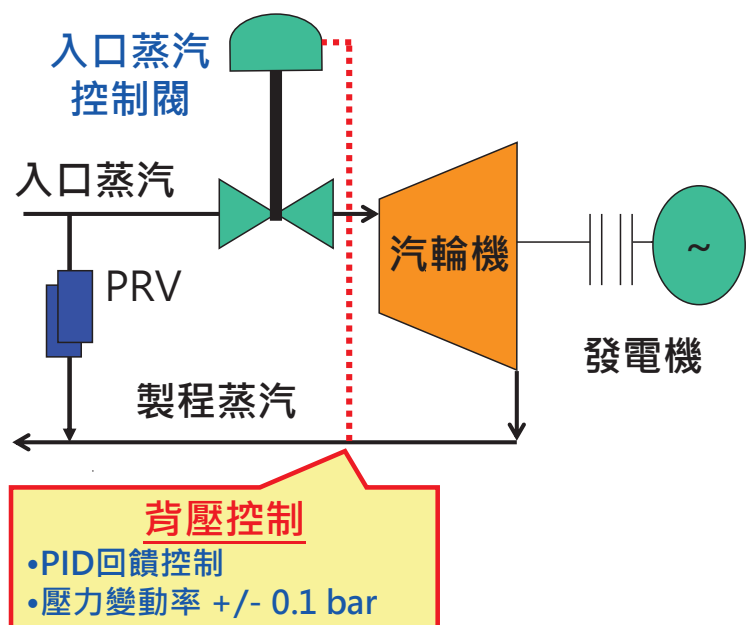 入口蒸汽
控制閥
入口蒸汽
PRV
汽輪機
~
發電機
製程蒸汽
背壓控制
•PID回饋控制
•壓力變動率 +/- 0.1 bar